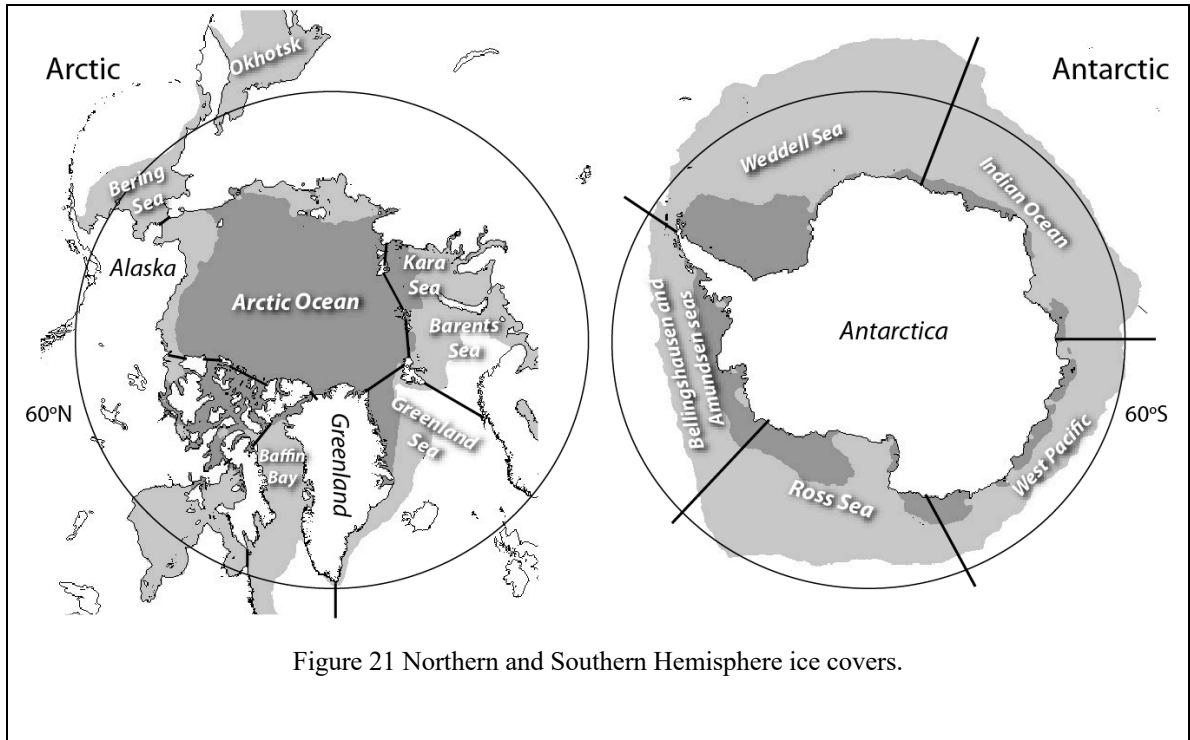 Arctic
Okhotsk
Bering
Sea
Alaska
Arctic Ocean
Kara
Sea
Barents
Sea
60ºN
Greenland
Sea
Greenland
Baffin
Bay
Antarctic
Weddell Sea
Indian Ocean
Bellingshausen and
Amundsen seas
Antarctica
60ºS
West Pacific
Ross Sea
Figure 21 Northern and Southern Hemisphere ice covers.